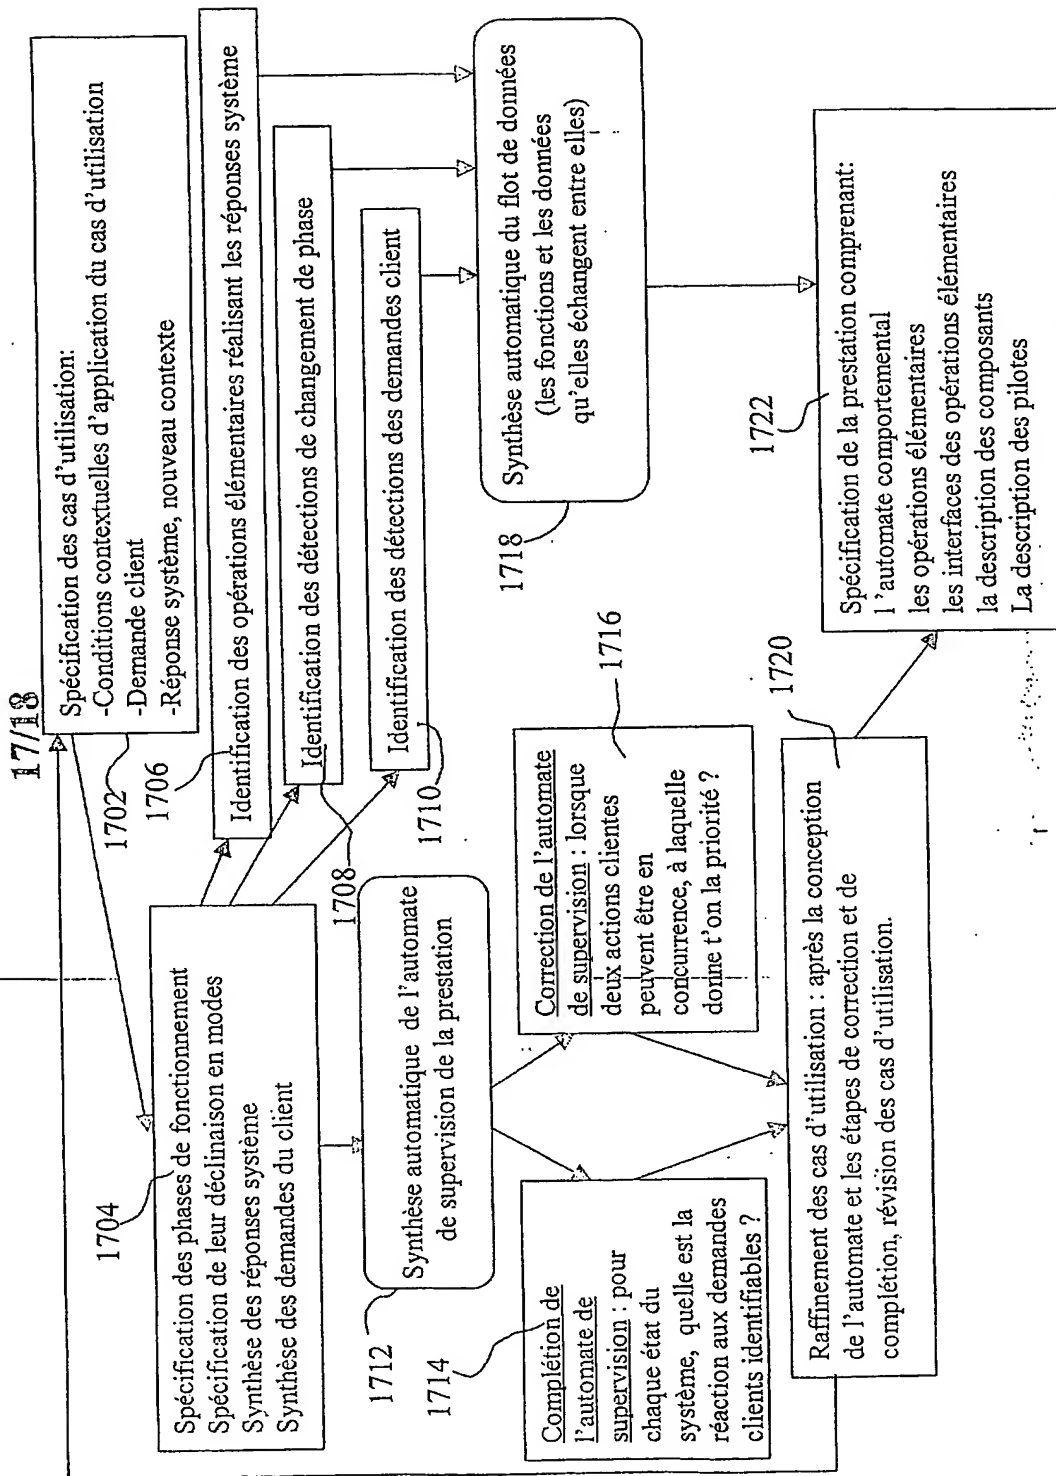 17/18
Spécification des cas d'utilisation:
-Conditions contextuelles d'application du cas d'utilisation
-Demande client
-Réponse système, nouveau contexte
1702
1704
Spécification des phases de fonctionnement
Spécification de leur déclinaison en modes
Synthèse des réponses système
Synthèse des demandes du client
1706
Identification des opérations élémentaires réalisant les réponses système
Identification des détections de changement de phase
1708
Identification des détections des demandes client
1710
Synthèse automatique de l'automate
de supervision de la prestation
1712
Synthèse automatique du flot de données
(les fonctions et les données
qu'elles échangent entre elles)
1718
1714
Complétion de
l'automate de
supervision : pour
chaque état du
système, quelle est la
réaction aux demandes
clients identifiables ?
Correction de l'automate
de supervision : lorsque
deux actions clientes
peuvent être en
concurrence, à laquelle
donne t'on la priorité ?
1716
1720
Raffinement des cas d'utilisation : après la conception
de l'automate et les étapes de correction et de
complétion, révision des cas d'utilisation.
1722
Spécification de la prestation comprenant:
l'automate comportemental
les opérations élémentaires
les interfaces des opérations élémentaires
la description des composants
La description des pilotes